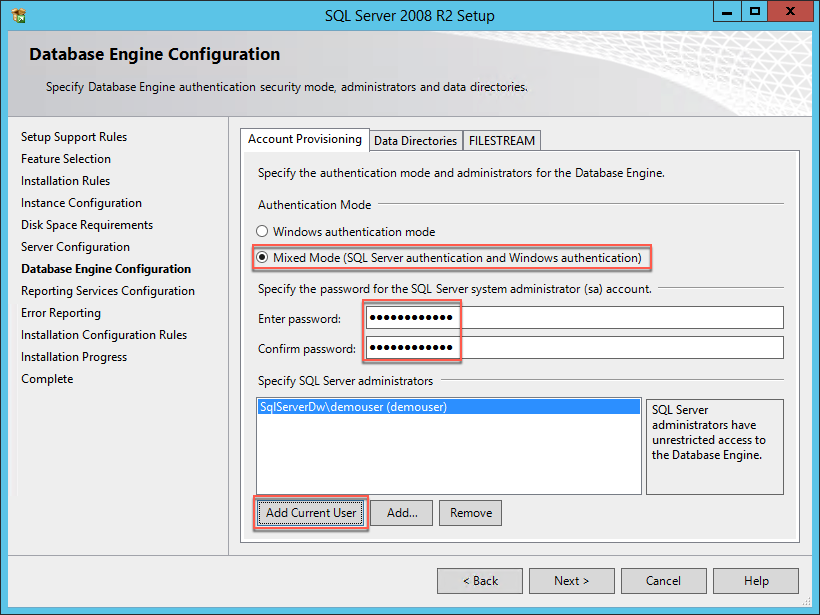 SQL Server 2008 R2 Setup
Database Engine Configuration
Specify Database Engine authentication security mode, administrators and data directories.
Setup Support Rules
Feature Selection
Installation Rules
Instance Configuration
Disk Space Requirements
Server Configuration
Database Engine Configuration
Reporting Services Configuration
Error Reporting
Installation Configuration Rules
Installation Progress
Complete
Account Provisioning
Data Directories
FILESTREAM
Specify the authentication mode and administrators for the Database Engine.
Authentication Mode
Windows authentication mode
Mixed Mode (SQL Server authentication and Windows authentication)
Specify the password for the SQL Server system administrator (sa) account.
Enter password: ●●●●●●●●●●●●
Confirm password: ●●●●●●●●●●●●
Specify SQL Server administrators
SqlServerDw\demouser (demouser)
SQL Server
administrators have
unrestricted access to
the Database Engine.
Add Current User
Add...
Remove
< Back
Next >
Cancel
Help